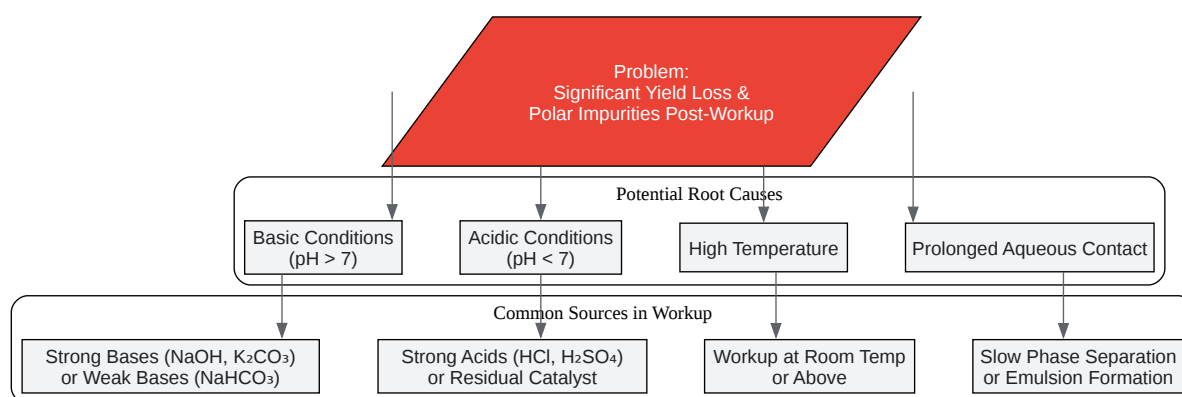 Problem:
Significant Yield Loss &
Polar Impurities Post-Workup
Potential Root Causes
Basic Conditions
(pH > 7)
Acidic Conditions
(pH < 7)
High Temperature
Prolonged Aqueous Contact
Common Sources in Workup
Strong Bases (NaOH, K₂CO₃)
or Weak Bases (NaHCO₃)
Strong Acids (HCl, H₂SO₄)
or Residual Catalyst
Workup at Room Temp
or Above
Slow Phase Separation
or Emulsion Formation